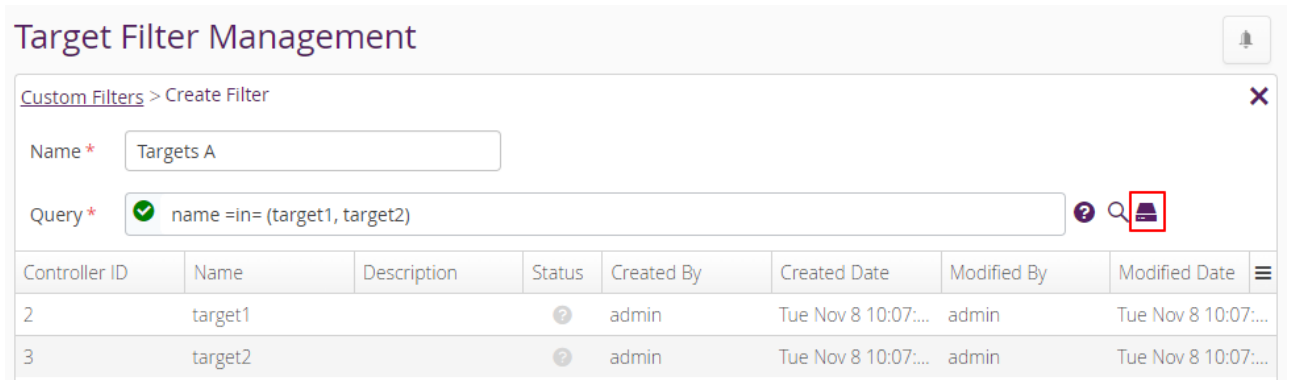 Target Filter Management
Custom Filters > Create Filter
Name * Targets A
Query * name =in= (target1, target2)
Controller ID Name Description Status Created By Created Date Modified By Modified Date
2 target1 admin Tue Nov 8 10:07:... admin Tue Nov 8 10:07:...
3 target2 admin Tue Nov 8 10:07:... admin Tue Nov 8 10:07:...